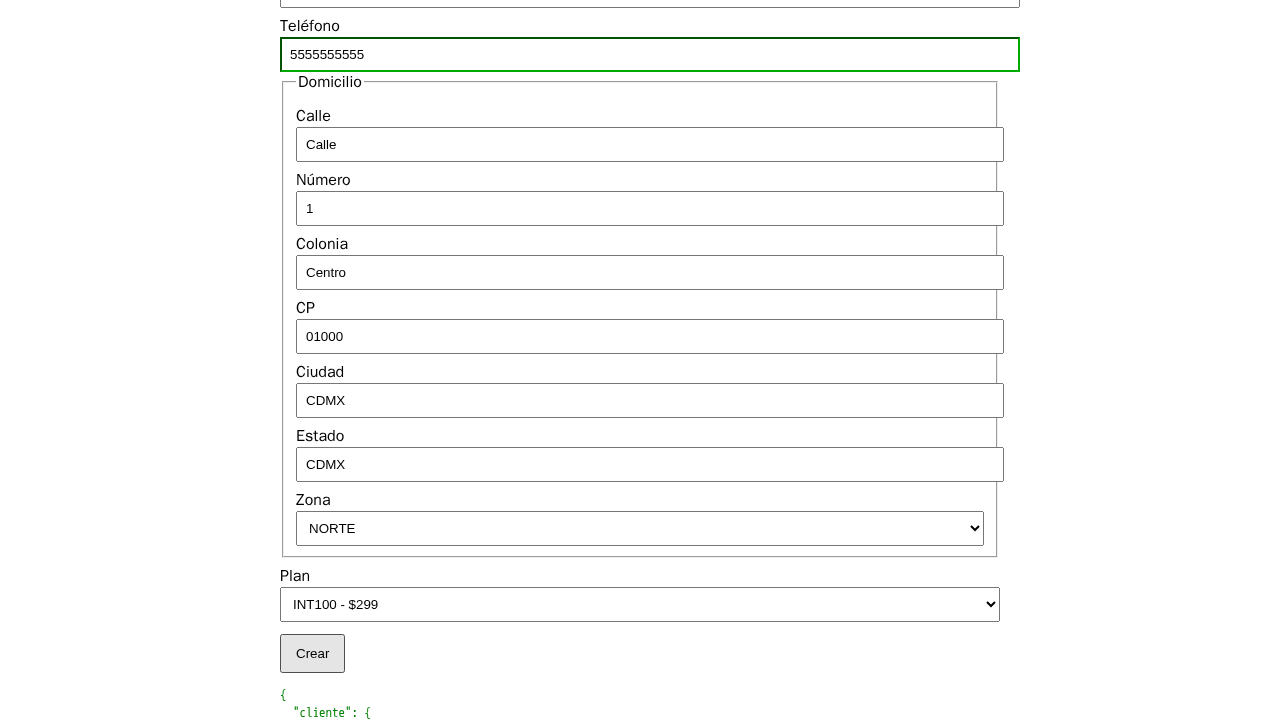 Teléfono
5555555555
Domicilio
Calle
Calle
Número
1
Colonia
Centro
CP
01000
Ciudad
CDMX
Estado
CDMX
Zona
NORTE
Plan
INT100 - $299
Crear
{
"cliente": {